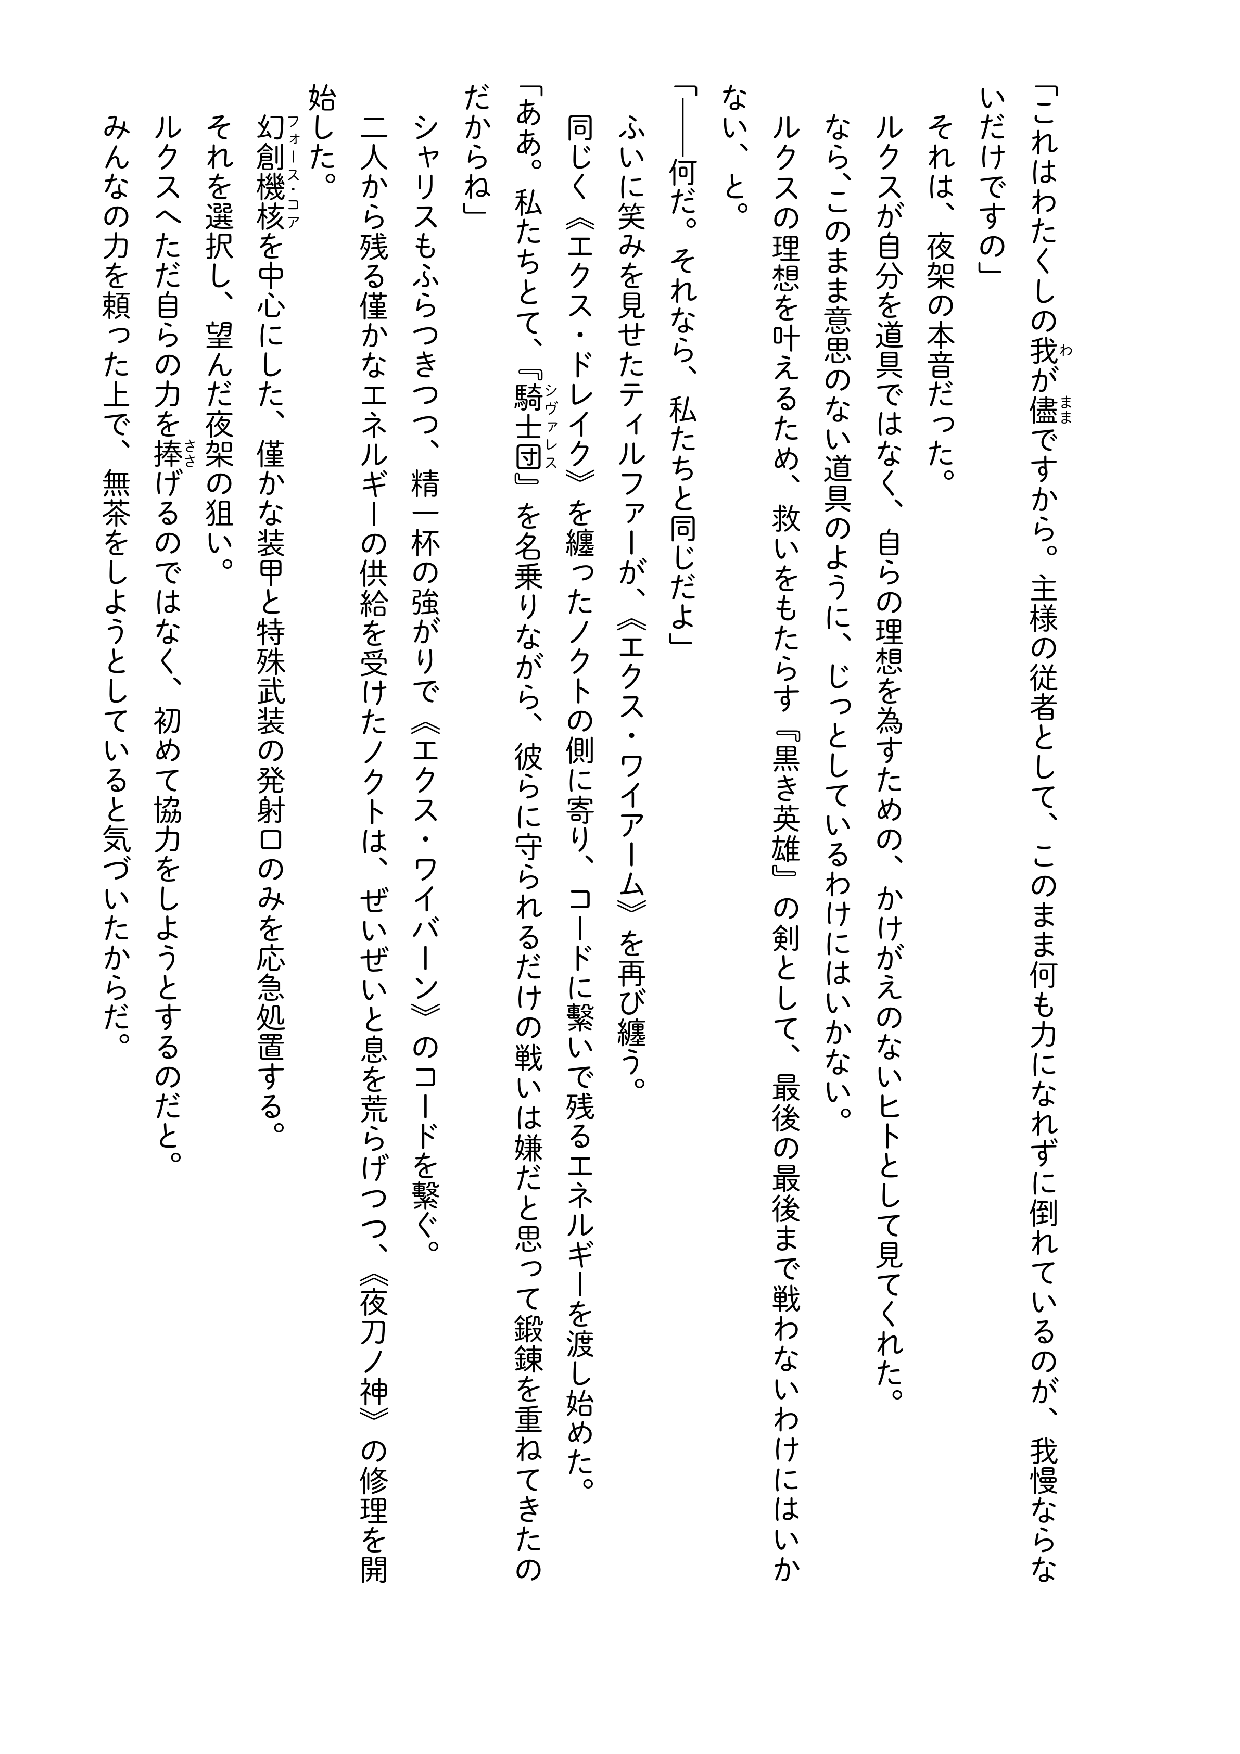 「これはわたくしの我が儘ですから。主様の従者として、このまま何も力になれずに倒れているのが、我慢ならな
いだけですの」
それは、夜架の本音だった。
ルクスが自分を道具ではなく、自らの理想を為すための、かけがえのないヒトとして見てくれた。
なら、このまま意思のない道具のように、じっとしているわけにはいかない。
ルクスの理想を叶えるため、救いをもたらす『黒き英雄』の剣として、最後の最後まで戦わないわけにはいか
ない、と。
「――何だ。それなら、私たちと同じだよ」
ふいに笑みを見せたティルファーが、《エクス・ワイアーム》を再び纏う。
同じく《エクス・ドレイク》を纏ったノクトの側に寄り、コードに繋いで残るエネルギーを渡し始めた。
「ああ。私たちとて、『騎士団』を名乗りながら、彼らに守られるだけの戦いは嫌だと思って鍛錬を重ねてきたの
だからね」
シャリスもふらつきつつ、精一杯の強がりで《エクス・ワイバーン》のコードを繋ぐ。
二人から残る僅かなエネルギーの供給を受けたノクトは、ぜいぜいと息を荒らげつつ、《夜刀ノ神》の修理を開
始した。
幻創機核を中心にした、僅かな装甲と特殊武装の発射口のみを応急処置する。
それを選択し、望んだ夜架の狙い。
ルクスへただ自らの力を捧げるのではなく、初めて協力をしようとするのだと。
みんなの力を頼った上で、無茶をしようとしていると気づいたからだ。